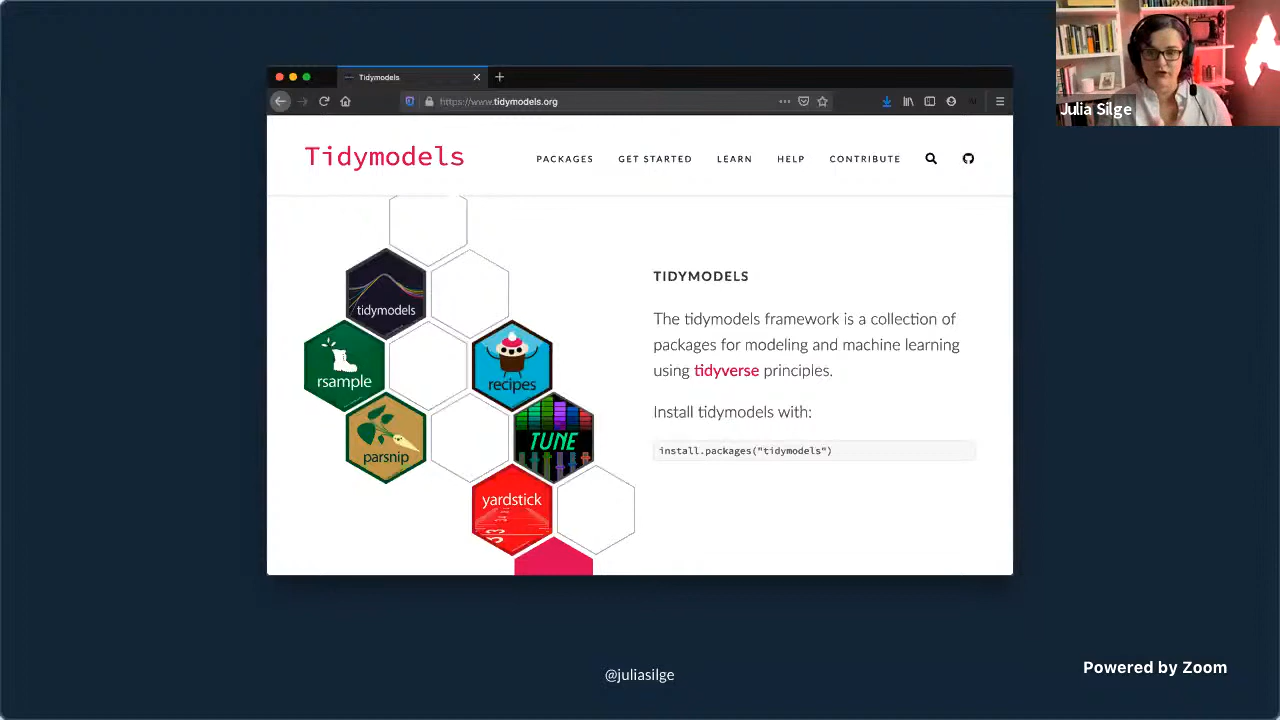 Tidymodels
https://www.tidymodels.org
Julia Silge
Tidymodels
PACKAGES GET STARTED LEARN HELP CONTRIBUTE
tidymodels
rsample
recipes
parsnip
TUNE
yardstick
TIDYMODELS
The tidymodels framework is a collection of
packages for modeling and machine learning
using tidyverse principles.
Install tidymodels with:
install.packages("tidymodels")
@juliasilge
Powered by Zoom